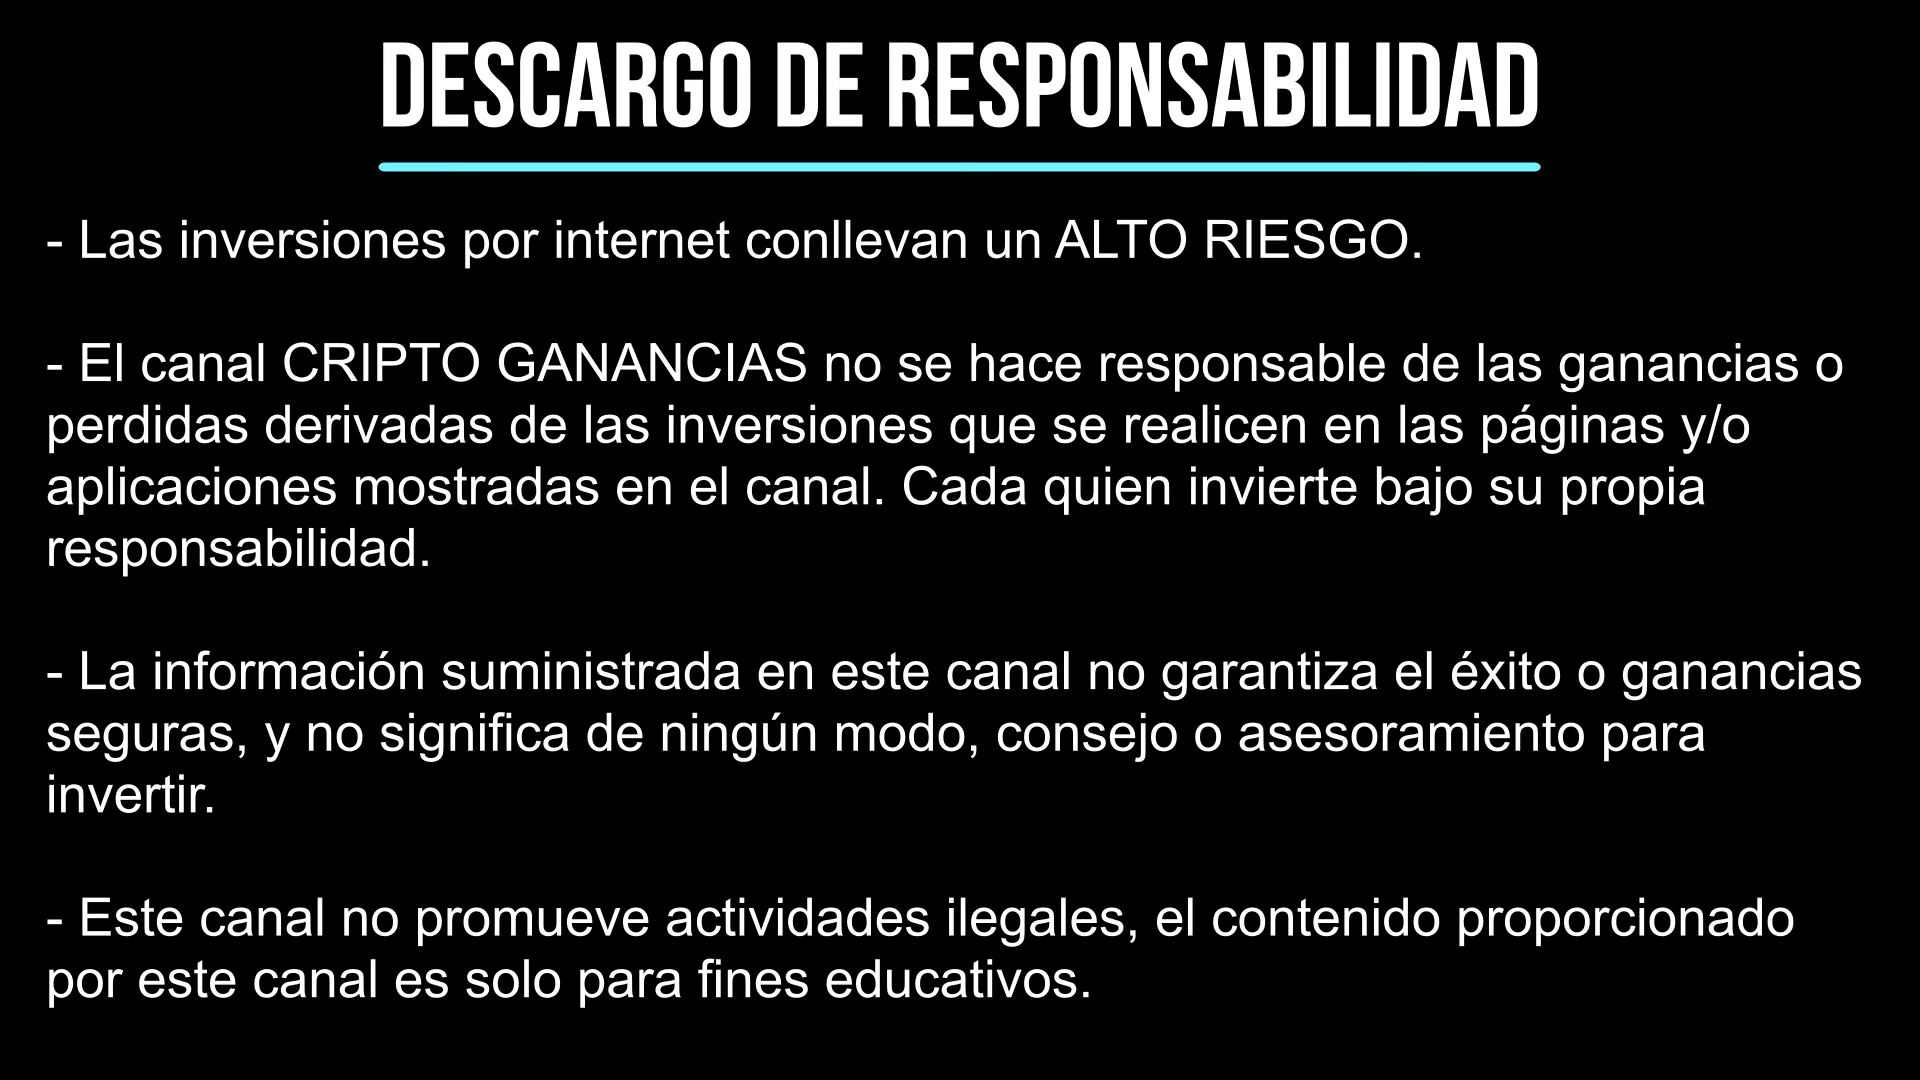 DESCARGO DE RESPONSABILIDAD
- Las inversiones por internet conllevan un ALTO RIESGO.
- El canal CRIPTO GANANCIAS no se hace responsable de las ganancias o
perdidas derivadas de las inversiones que se realicen en las páginas y/o
aplicaciones mostradas en el canal. Cada quien invierte bajo su propia
responsabilidad.
- La información suministrada en este canal no garantiza el éxito o ganancias
seguras, y no significa de ningún modo, consejo o asesoramiento para
invertir.
- Este canal no promueve actividades ilegales, el contenido proporcionado
por este canal es solo para fines educativos.